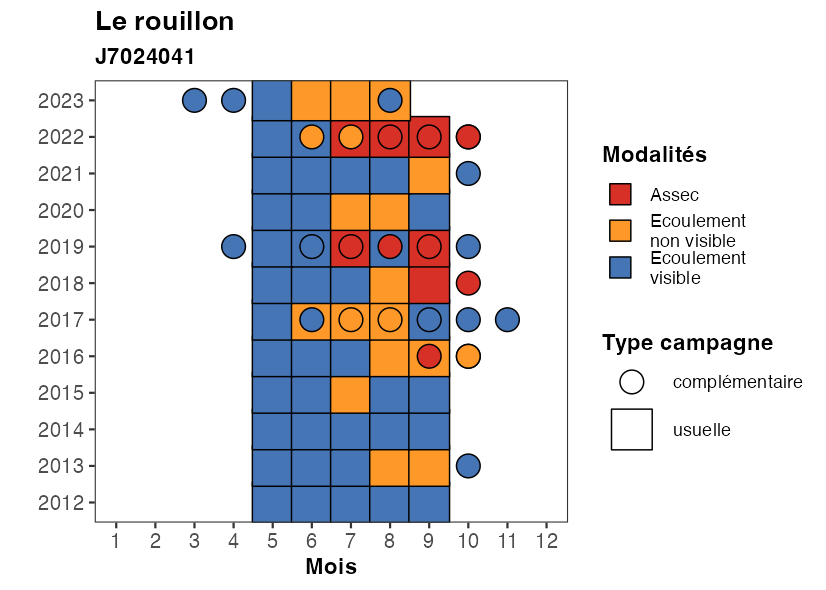 Le rouillon
J7024041
2023
2022
2021
2020
2019
2018
2017
2016
2015
2014
2013
2012
1 2 3 4 5 6 7 8 9 10 11 12
Mois
Modalités
Assec
Ecoulement
non visible
Ecoulement
visible
Type campagne
complémentaire
usuelle